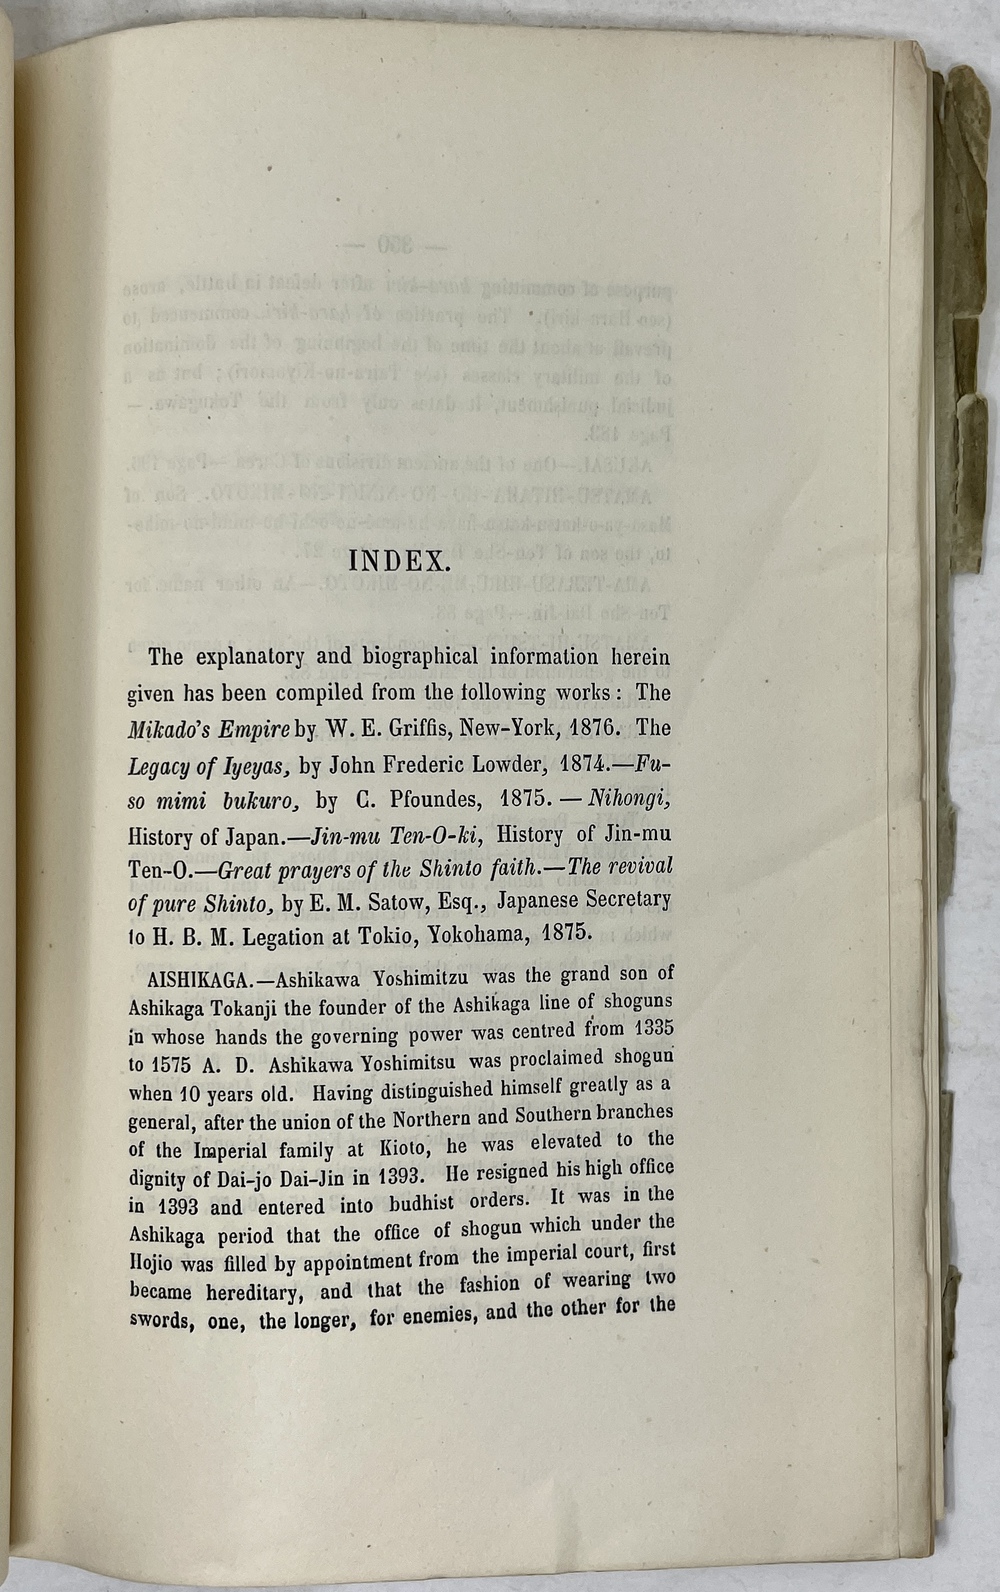 INDEX.
The explanatory and biographical information herein
given has been compiled from the following works : The
Mikado's Empire by W. E. Griffis, New-York, 1876. The
Legacy of Iyeyas, by John Frederic Lowder, 1874.—Fu-
so mimi bukuro, by C. Pfoundes, 1875. — Nihongi,
History of Japan.—Jin-mu Ten-O-ki, History of Jin-mu
Ten-O.—Great prayers of the Shinto faith.—The revival
of pure Shinto, by E. M. Satow, Esq., Japanese Secretary
to H. B. M. Legation at Tokio, Yokohama, 1875.
AISHIKAGA.—Ashikawa Yoshimitzu was the grand son of
Ashikaga Tokanji the founder of the Ashikaga line of shoguns
in whose hands the governing power was centred from 1335
to 1575 A. D. Ashikawa Yoshimitsu was proclaimed shogun
when 10 years old. Having distinguished himself greatly as a
general, after the union of the Northern and Southern branches
of the Imperial family at Kioto, he was elevated to the
dignity of Dai-jo Dai-Jin in 1393. He resigned his high office
in 1393 and entered into budhist orders. It was in the
Ashikaga period that the office of shogun which under the
Hojio was filled by appointment from the imperial court, first
became hereditary, and that the fashion of wearing two
swords, one, the longer, for enemies, and the other for the